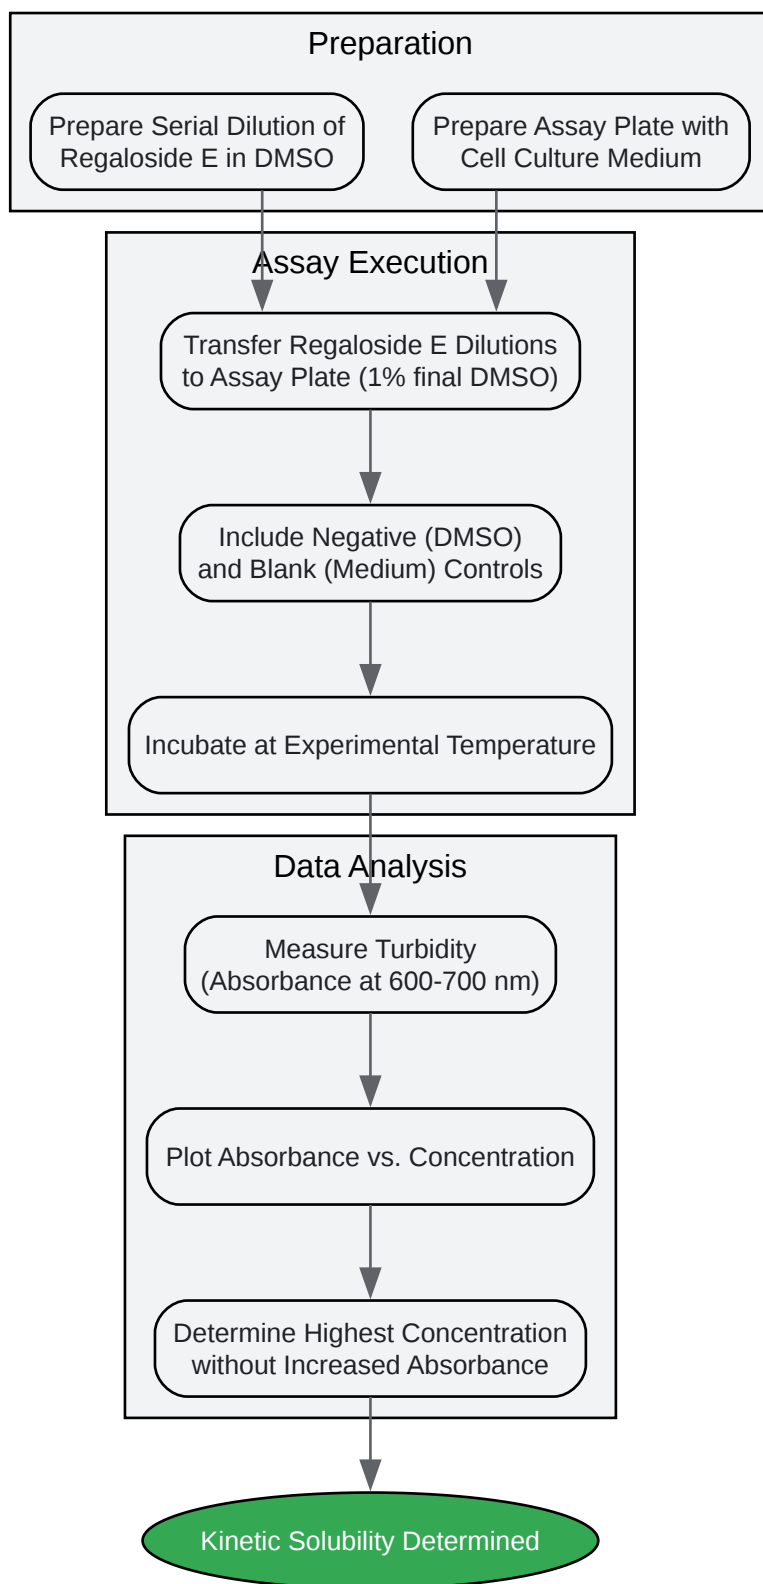 Preparation
Prepare Serial Dilution of
Regaloside E in DMSO
Prepare Assay Plate with
Cell Culture Medium
Assay Execution
Transfer Regaloside E Dilutions
to Assay Plate (1% final DMSO)
Include Negative (DMSO)
and Blank (Medium) Controls
Incubate at Experimental Temperature
Data Analysis
Measure Turbidity
(Absorbance at 600-700 nm)
Plot Absorbance vs. Concentration
Determine Highest Concentration
without Increased Absorbance
Kinetic Solubility Determined